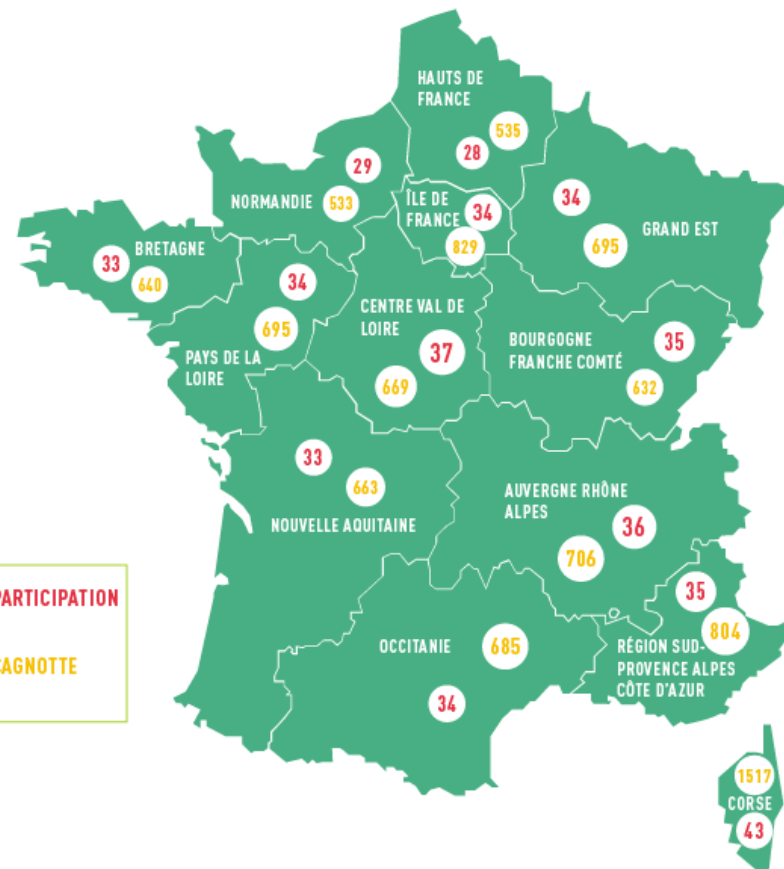 HAUTS DE
FRANCE
535
28
29
NORMANDIE
533
ÎLE DE
FRANCE
34
829
34
695
GRAND EST
BRETAGNE
33
640
34
695
PAYS DE LA
LOIRE
CENTRE VAL DE
LOIRE
37
669
BOURGOGNE
FRANCHE COMTÉ
35
632
33
663
NOUVELLE AQUITAINE
AUVERGNE RHÔNE
ALPES
36
706
35
804
RÉGION SUD-
PROVENCE ALPES
CÔTE D'AZUR
OCCITANIE
685
34
1517
CORSE
43
PARTICIPATION
CAGNOTTE